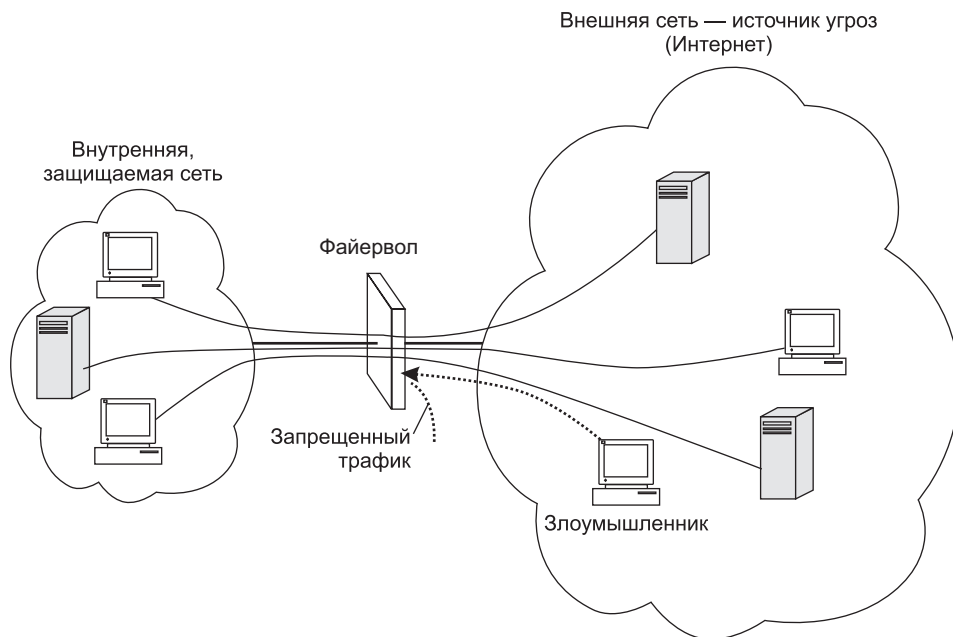 Внешняя сеть — источник угроз
(Интернет)
Внутренняя,
защищаемая сеть
Файервол
Запрещенный
трафик
Злоумышленник